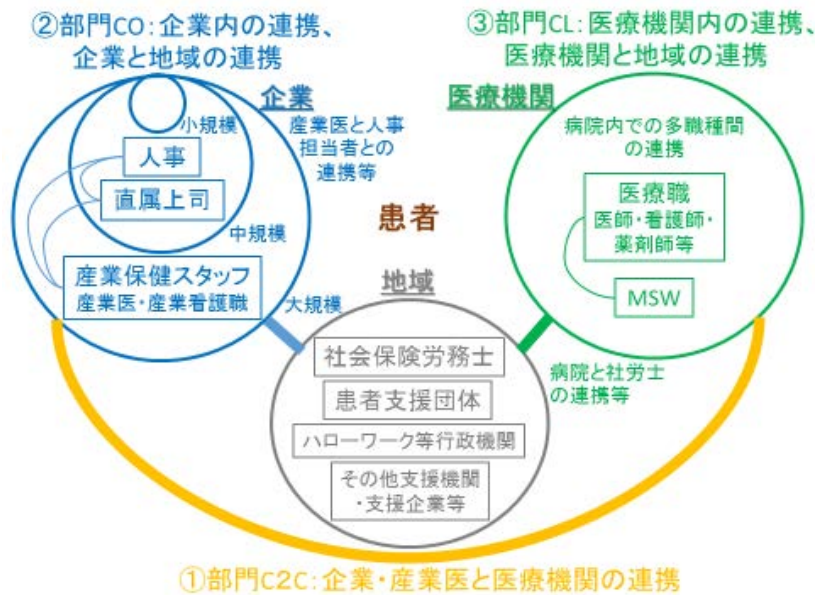 ②部門CO：企業内の連携、
企業と地域の連携
企業
小規模
人事
直属上司
中規模
産業保健スタッフ
産業医・産業看護職
大規模
産業医と人事
担当者との
連携等
患者
③部門CL：医療機関内の連携、
医療機関と地域の連携
医療機関
病院内での多職種間
の連携
医療職
医師・看護師・
薬剤師等
MSW
病院と社労士
の連携等
地域
社会保険労務士
患者支援団体
ハローワーク等行政機関
その他支援機関
・支援企業等
①部門C2C：企業・産業医と医療機関の連携